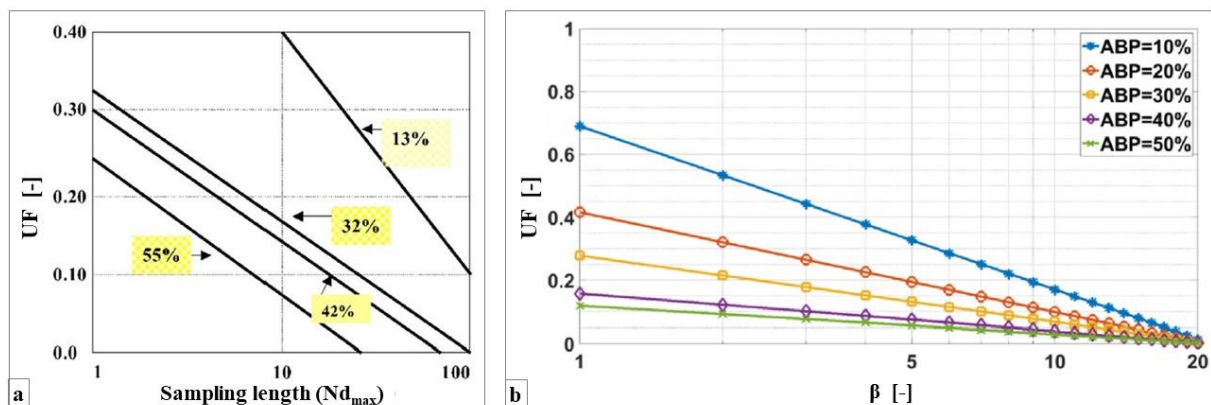 0.40
0.30
0.20
0.10
0.0
UF [-]
13%
32%
55%
42%
1
10
100
Sampling length (Nd_max)
a
1
0.8
0.6
0.4
0.2
0
UF [-]
ABP=10%
ABP=20%
ABP=30%
ABP=40%
ABP=50%
1
5
10
20
β [-]
b